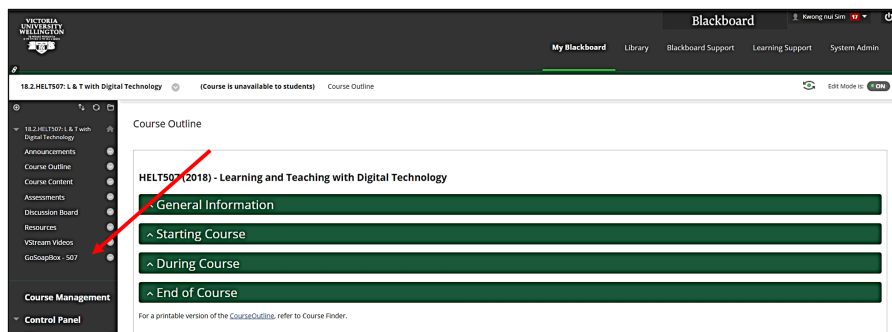 VICTORIA
UNIVERSITY
WELLINGTON
Blackboard
Kwong nui Sim 17
My Blackboard Library Blackboard Support Learning Support System Admin
18.2.HELT507: L & T with Digital Technology (Course is unavailable to students) Course Outline Edit Mode is: ON
18.2.HELT507: L & T with
Digital Technology
Announcements
Course Outline
Course Content
Assessments
Discussion Board
Resources
VStream Videos
GoSoapBox - 507
Course Management
Control Panel
Course Outline
HELT507 (2018) - Learning and Teaching with Digital Technology
General Information
Starting Course
During Course
End of Course
For a printable version of the CourseOutline, refer to Course Finder.